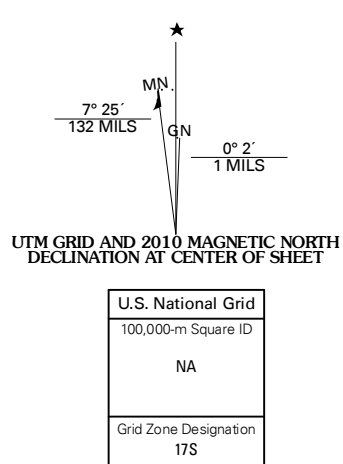 MN
7° 25´
132 MILS
GN
0° 2´
1 MILS
UTM GRID AND 2010 MAGNETIC NORTH
DECLINATION AT CENTER OF SHEET
U.S. National Grid
100,000-m Square ID
NA
Grid Zone Designation
17S